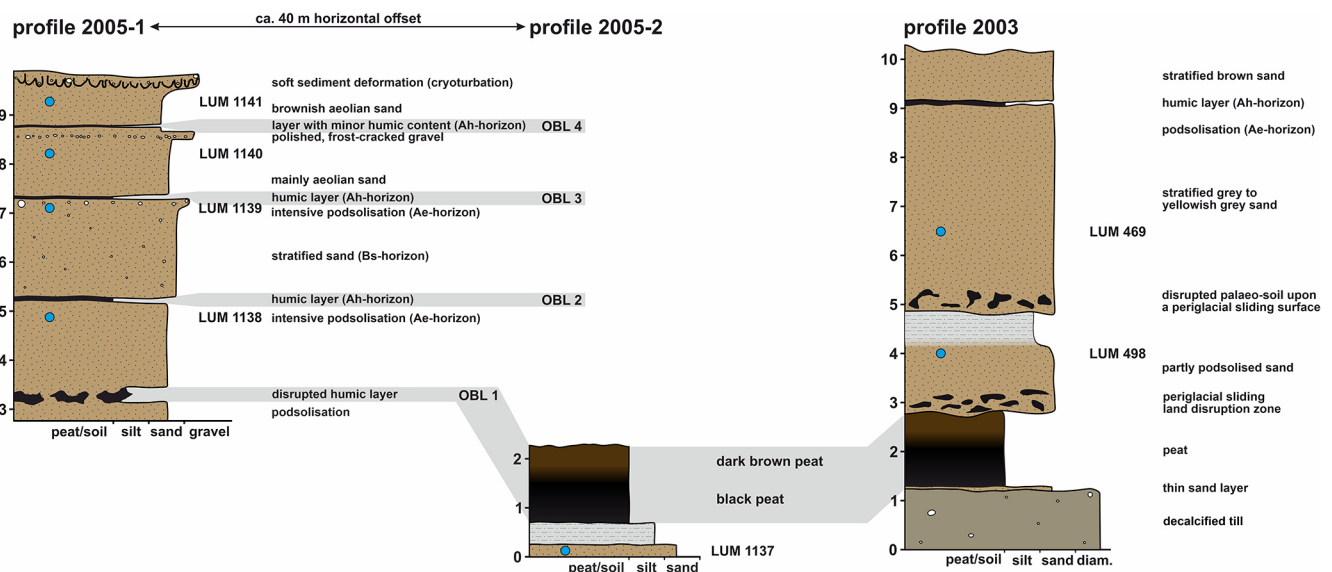 ca. 40 m horizontal offset
profile 2005-1
profile 2005-2
profile 2003
soft sediment deformation (cryoturbation)
LUM 1141
brownish aeolian sand
layer with minor humic content (Ah-horizon)
OBL 4
polished, frost-cracked gravel
LUM 1140
mainly aeolian sand
humic layer (Ah-horizon)
OBL 3
LUM 1139
intensive podsolisation (Ae-horizon)
stratified sand (Bs-horizon)
humic layer (Ah-horizon)
OBL 2
LUM 1138
intensive podsolisation (Ae-horizon)
disrupted humic layer
OBL 1
podsolisation
9
8
7
6
5
4
3
peat/soil silt sand gravel
2
1
0
dark brown peat
black peat
LUM 1137
peat/soil silt sand
10
9
8
7
6
5
4
3
2
1
0
stratified brown sand
humic layer (Ah-horizon)
podsolisation (Ae-horizon)
stratified grey to
yellowish grey sand
LUM 469
disrupted palaeo-soil upon
a periglacial sliding surface
LUM 498
partly podsolised sand
periglacial sliding
land disruption zone
peat
thin sand layer
decalcified till
peat/soil silt sand diam.